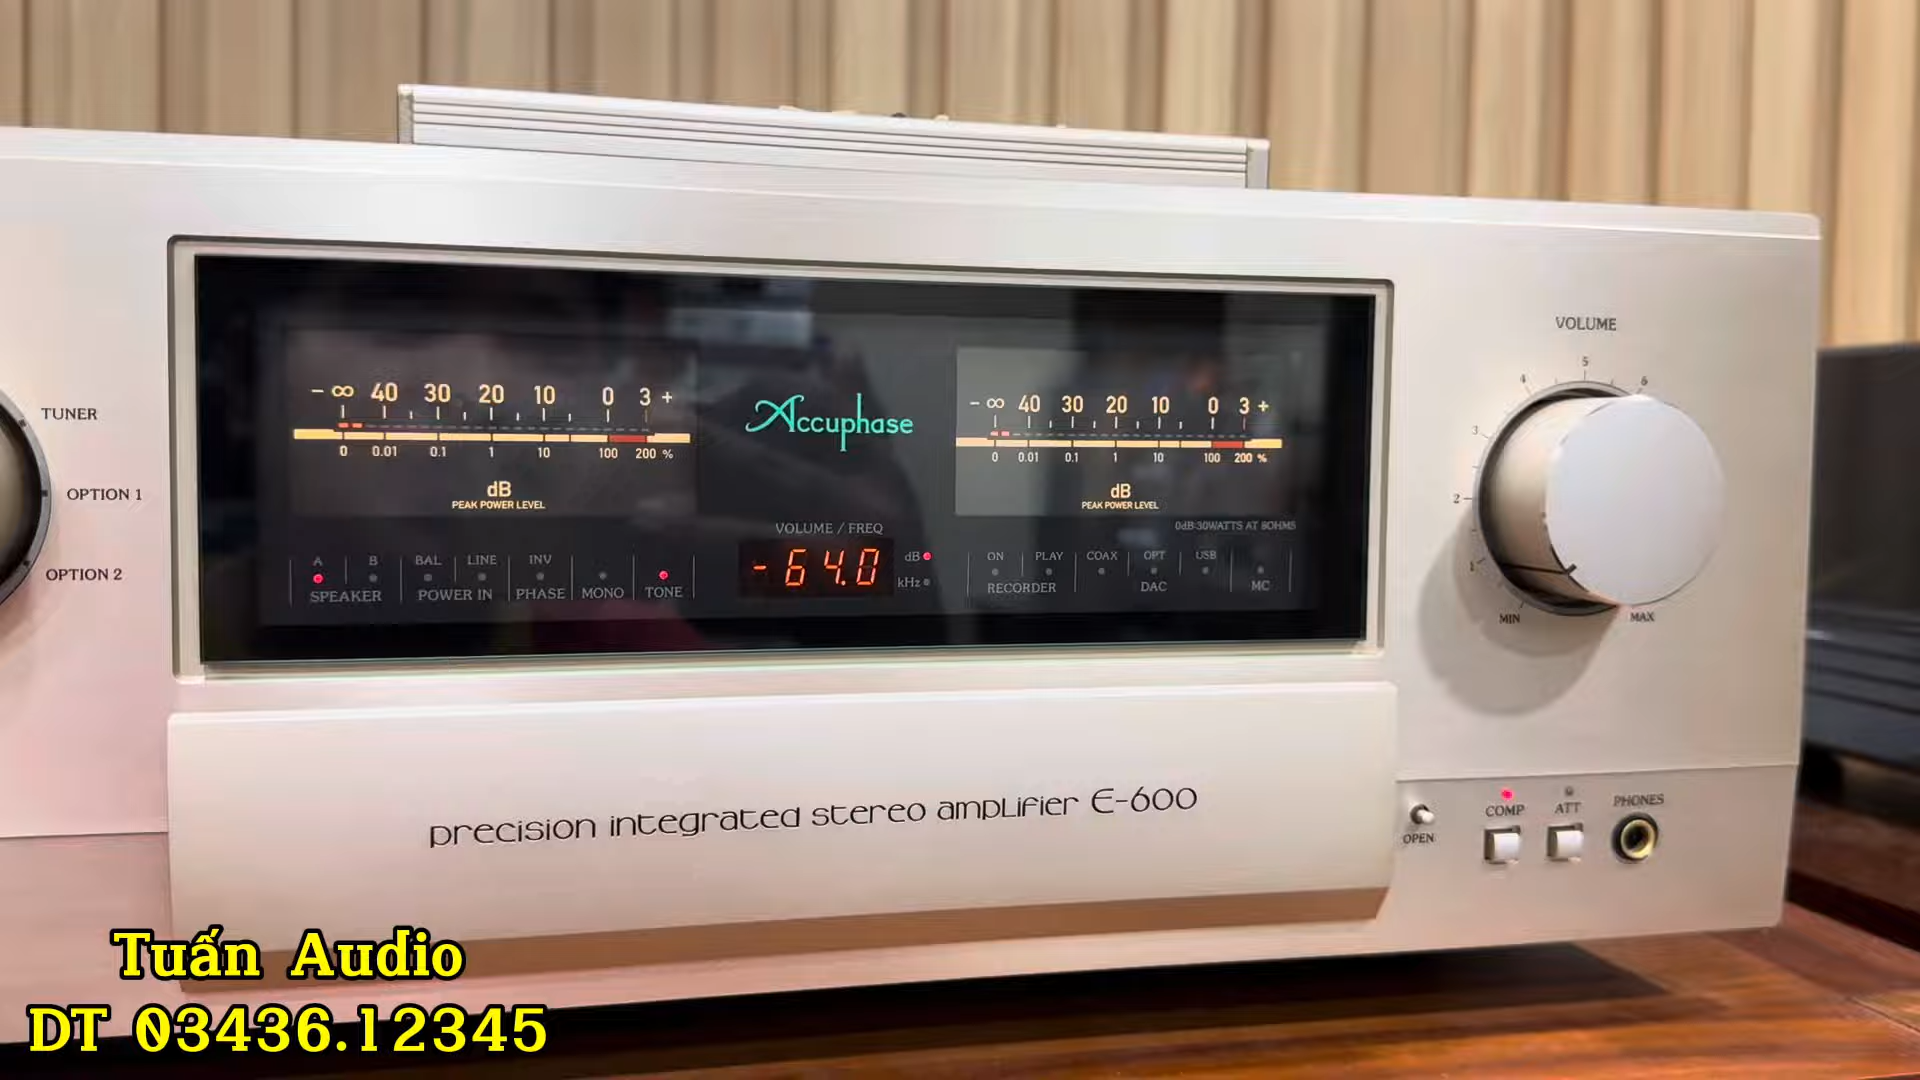 TUNER
OPTION 1
OPTION 2
- ∞ 40 30 20 10 0 3 +
0 0.01 0.1 1 10 100 200 %
dB
PEAK POWER LEVEL
Accuphase
- ∞ 40 30 20 10 0 3 +
0 0.01 0.1 1 10 100 200 %
dB
PEAK POWER LEVEL
0dB-30WATTS AT 8OHMS
VOLUME / FREQ
-64.0
dB
kHz
A B BAL LINE INV
SPEAKER POWER IN PHASE MONO TONE
ON PLAY COAX OPT USB
RECORDER DAC MC
VOLUME
MIN 1 2 3 4 5 6 MAX
precision integrated stereo amplifier E-600
OPEN
COMP
ATT
PHONES
Tuấn Audio
DT 03436.12345